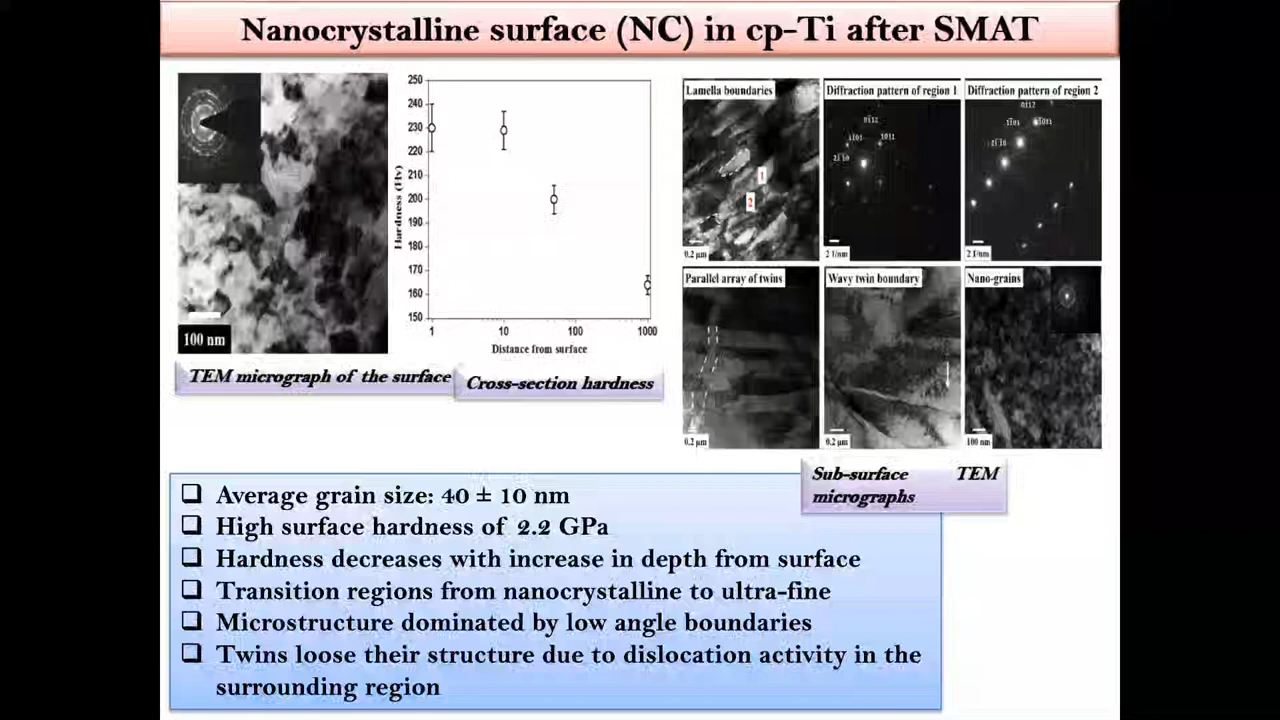 Nanocrystalline surface (NC) in cp-Ti after SMAT
100 nm
TEM micrograph of the surface
250
240
230
220
210
200
190
180
170
160
150
Hardness (Hv)
1 10 100 1000
Distance from surface
Cross-section hardness
Lamella boundaries
1
2
0.2 µm
Diffraction pattern of region 1
2 1/nm
Diffraction pattern of region 2
2 1/nm
Parallel array of twins
0.2 µm
Wavy twin boundary
0.2 µm
Nano-grains
100 nm
Sub-surface TEM
micrographs
❑ Average grain size: 40 ± 10 nm
❑ High surface hardness of 2.2 GPa
❑ Hardness decreases with increase in depth from surface
❑ Transition regions from nanocrystalline to ultra-fine
❑ Microstructure dominated by low angle boundaries
❑ Twins loose their structure due to dislocation activity in the
surrounding region